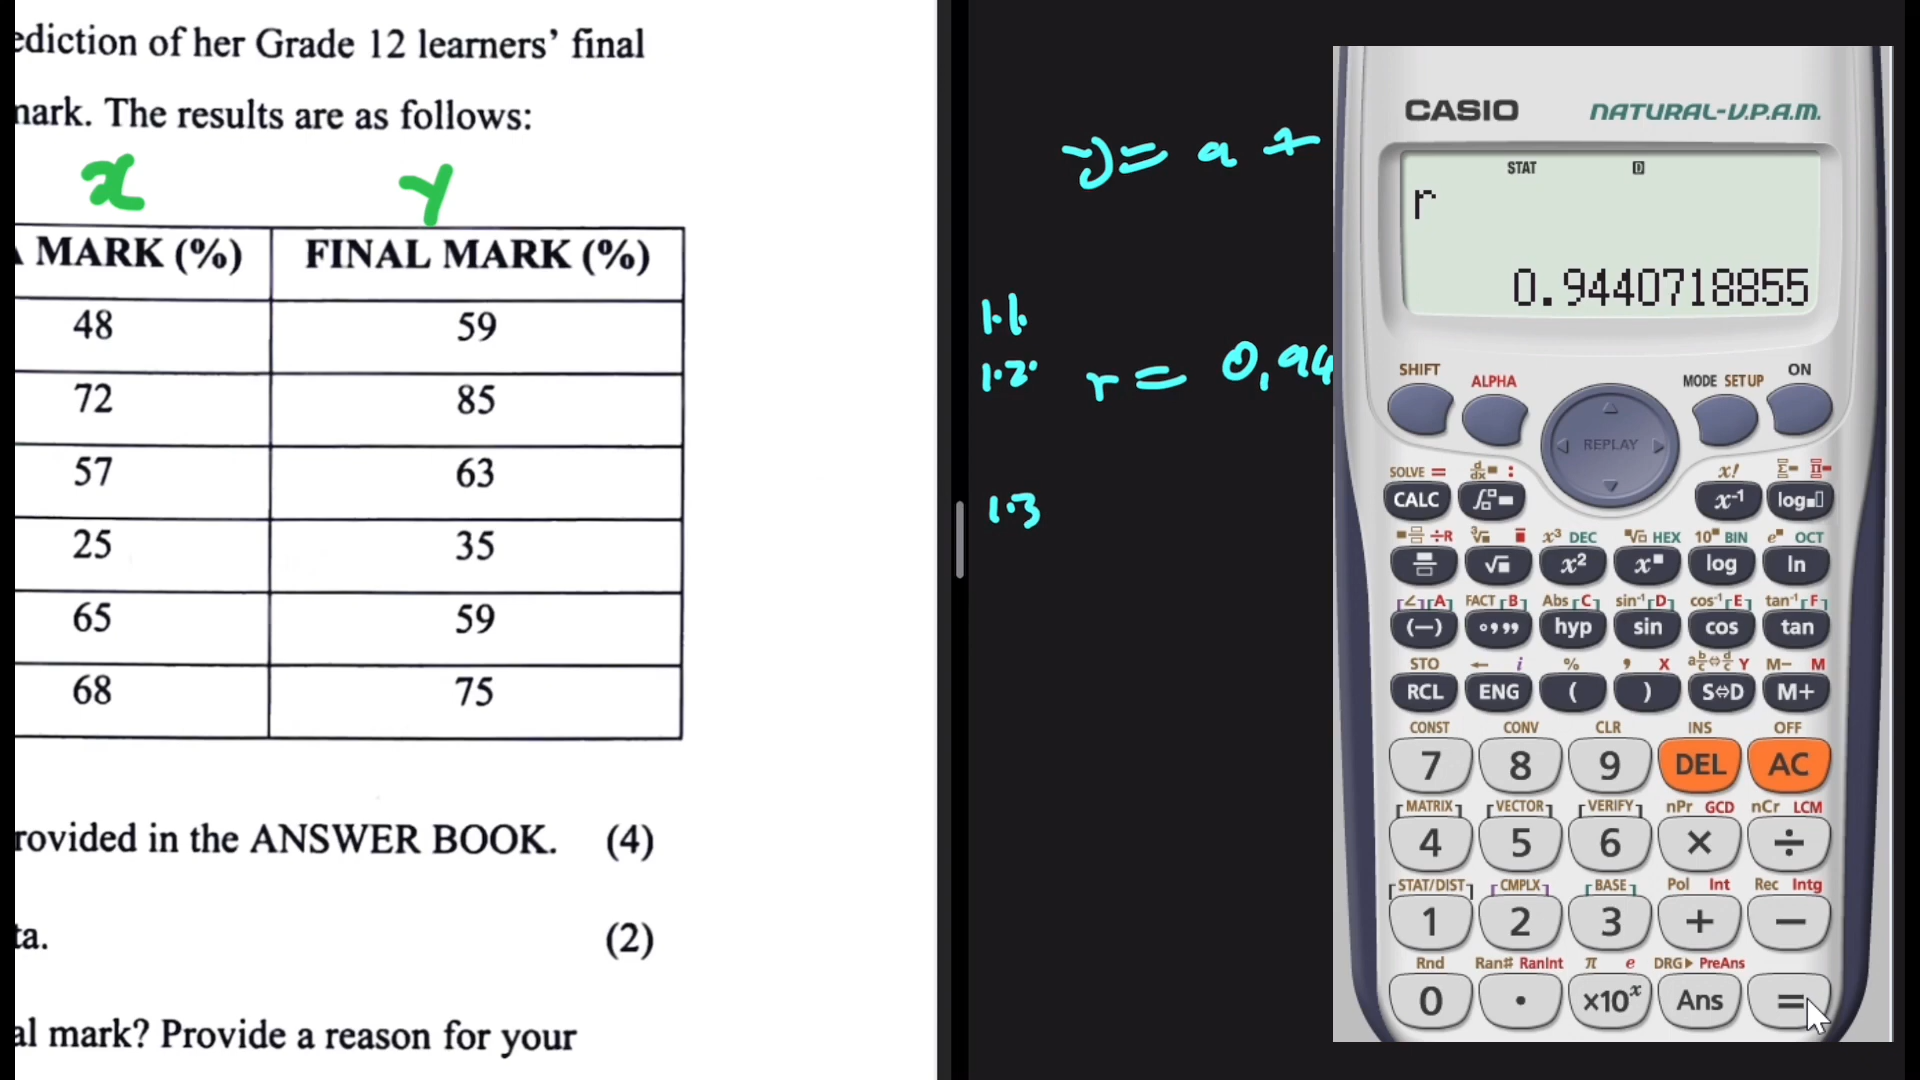 ediction of her Grade 12 learners' final
mark. The results are as follows:
x Y
MARK (%) FINAL MARK (%)
48 59
72 85
57 63
25 35
65 59
68 75
rovided in the ANSWER BOOK. (4)
ta. (2)
al mark? Provide a reason for your
y = a +
1.1.
1.2. r = 0,94
1.3
CASIO NATURAL-V.P.A.M.
STAT D
r
0.9440718855
SHIFT ALPHA MODE SETUP ON
REPLAY
SOLVE = d/dx : x! Σ Π
CALC ∫ x⁻¹ log
÷R ³√ x³ DEC √ HEX 10 BIN e OCT
√ x² x log ln
∠ A FACT B Abs C sin⁻¹ D cos⁻¹ E tan⁻¹ F
(−) °,,, hyp sin cos tan
STO ← i % , X a b/c⇔d/c Y M− M
RCL ENG ( ) S⇔D M+
CONST CONV CLR INS OFF
7 8 9 DEL AC
MATRIX VECTOR VERIFY nPr GCD nCr LCM
4 5 6 × ÷
STAT/DIST CMPLX BASE Pol Int Rec Intg
1 2 3 + −
Rnd Ran# RanInt π e DRG▶ PreAns
0 • ×10ˣ Ans =